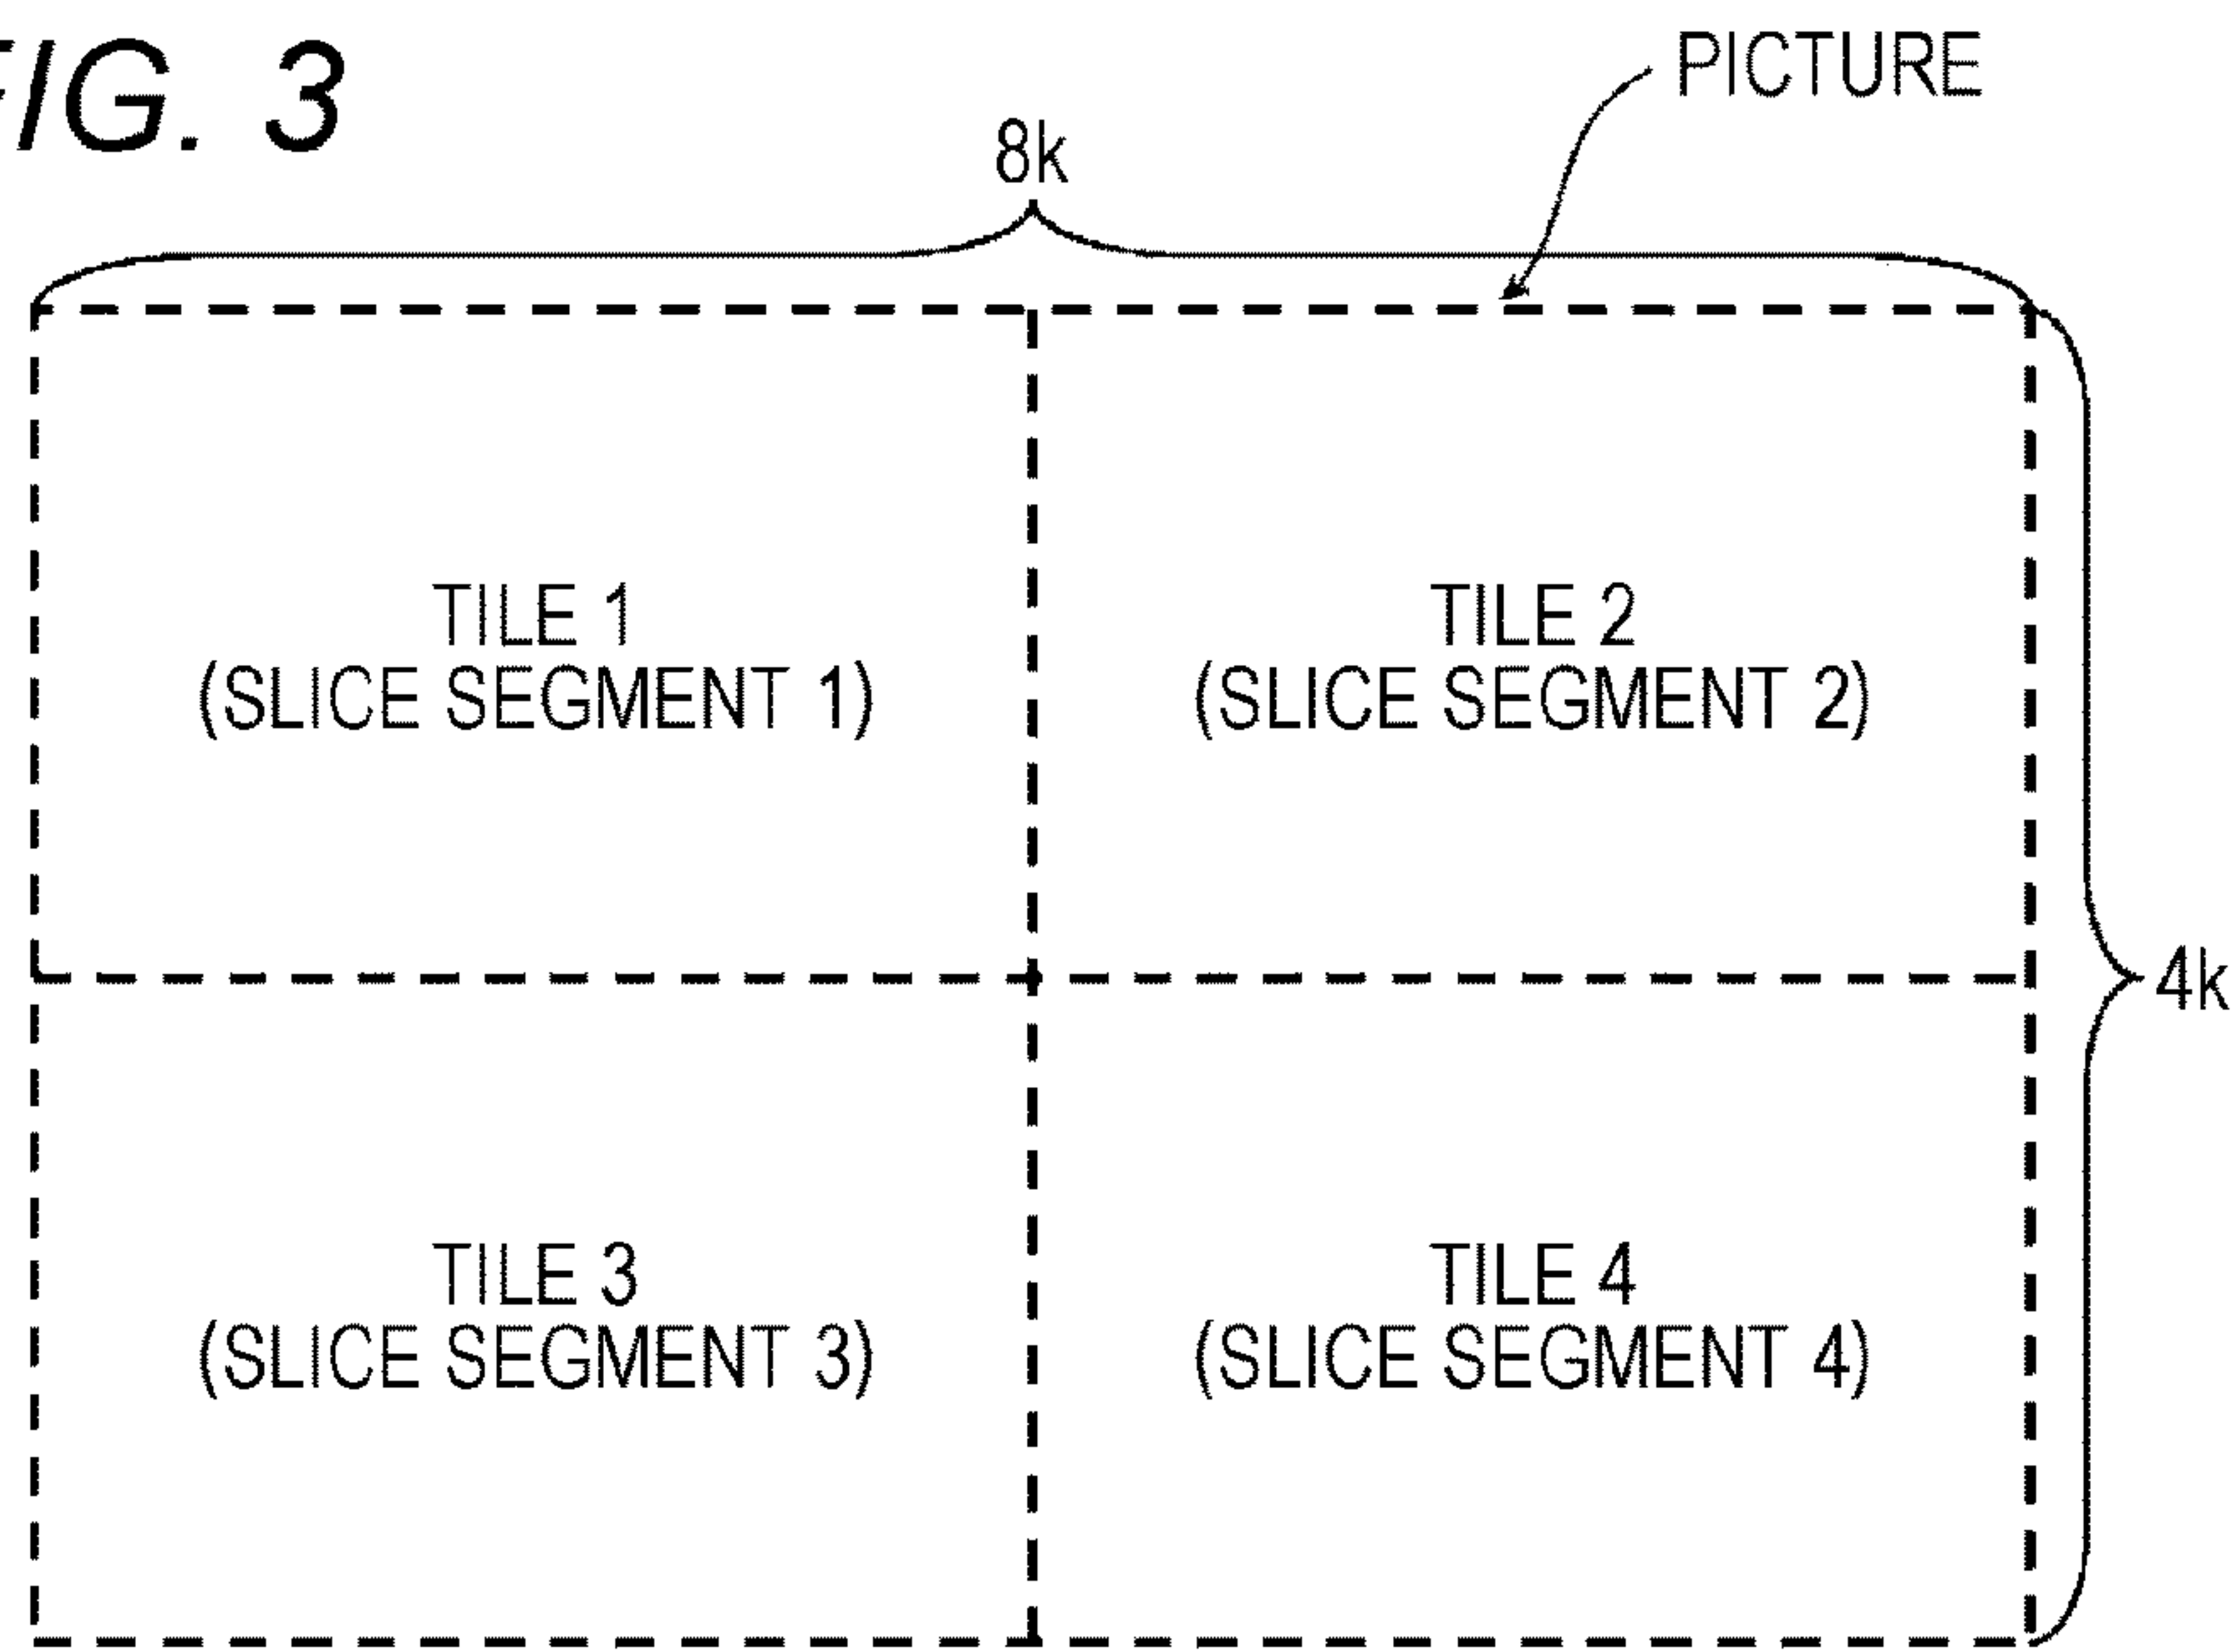 FIG. 3
PICTURE
8k
TILE 1
(SLICE SEGMENT 1)
TILE 2
(SLICE SEGMENT 2)
4k
TILE 3
(SLICE SEGMENT 3)
TILE 4
(SLICE SEGMENT 4)